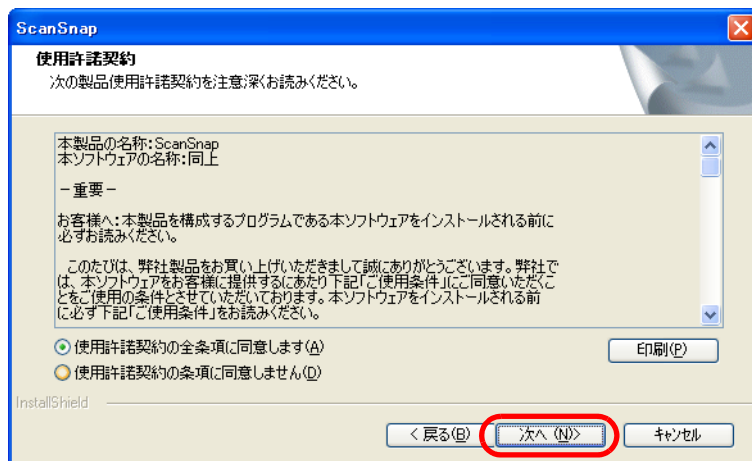 ScanSnap
使用許諾契約
次の製品使用許諾契約を注意深くお読みください。
本製品の名称:ScanSnap
本ソフトウェアの名称:同上
－重要－
お客様へ:本製品を構成するプログラムである本ソフトウェアをインストールされる前に
必ずお読みください。
このたびは、弊社製品をお買い上げいただきまして誠にありがとうございます。弊社で
は、本ソフトウェアをお客様に提供するにあたり下記「ご使用条件」にご同意いただくこ
とをご使用の条件とさせていただいております。本ソフトウェアをインストールされる前
に必ず下記「ご使用条件」をお読みください。
使用許諾契約の全条項に同意します(A)
印刷(P)
使用許諾契約の条項に同意しません(D)
InstallShield
< 戻る(B)
次へ (N)>
キャンセル